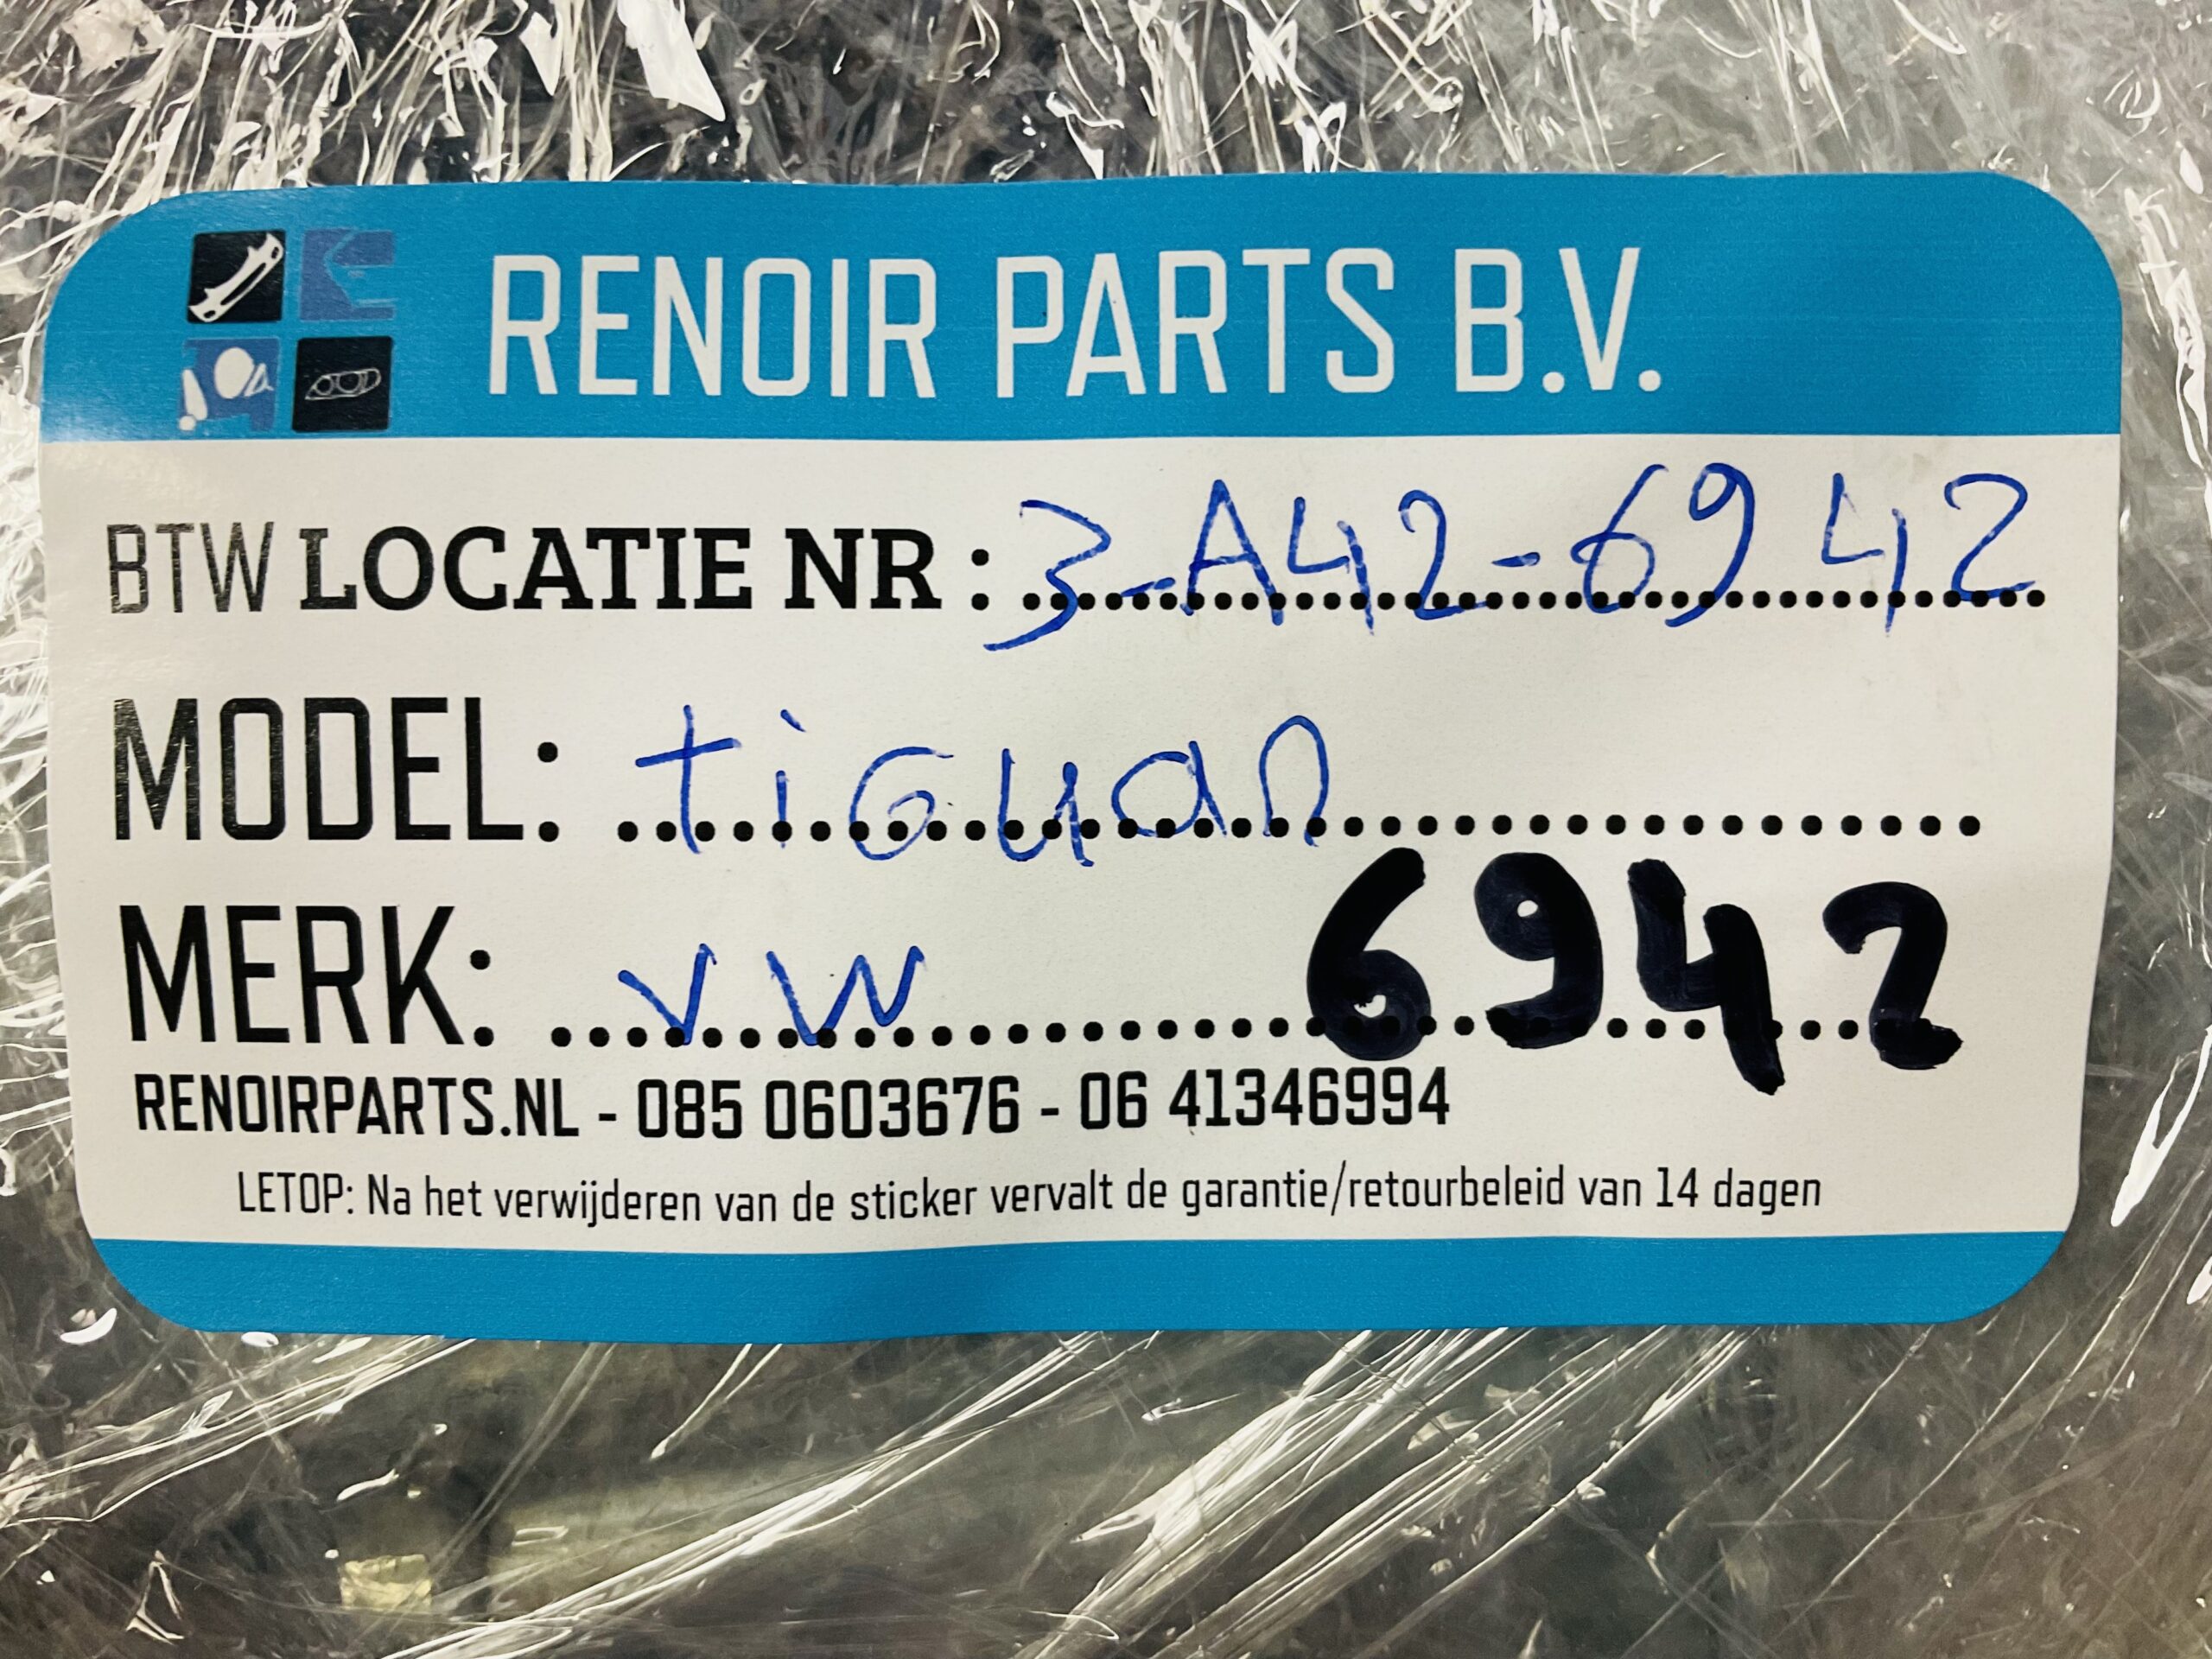 RENOIR PARTS B.V.
BTW LOCATIE NR : 3-A42-6942
MODEL: tiguan
MERK: VW 6942
RENOIRPARTS.NL - 085 0603676 - 06 41346994
LETOP: Na het verwijderen van de sticker vervalt de garantie/retourbeleid van 14 dagen